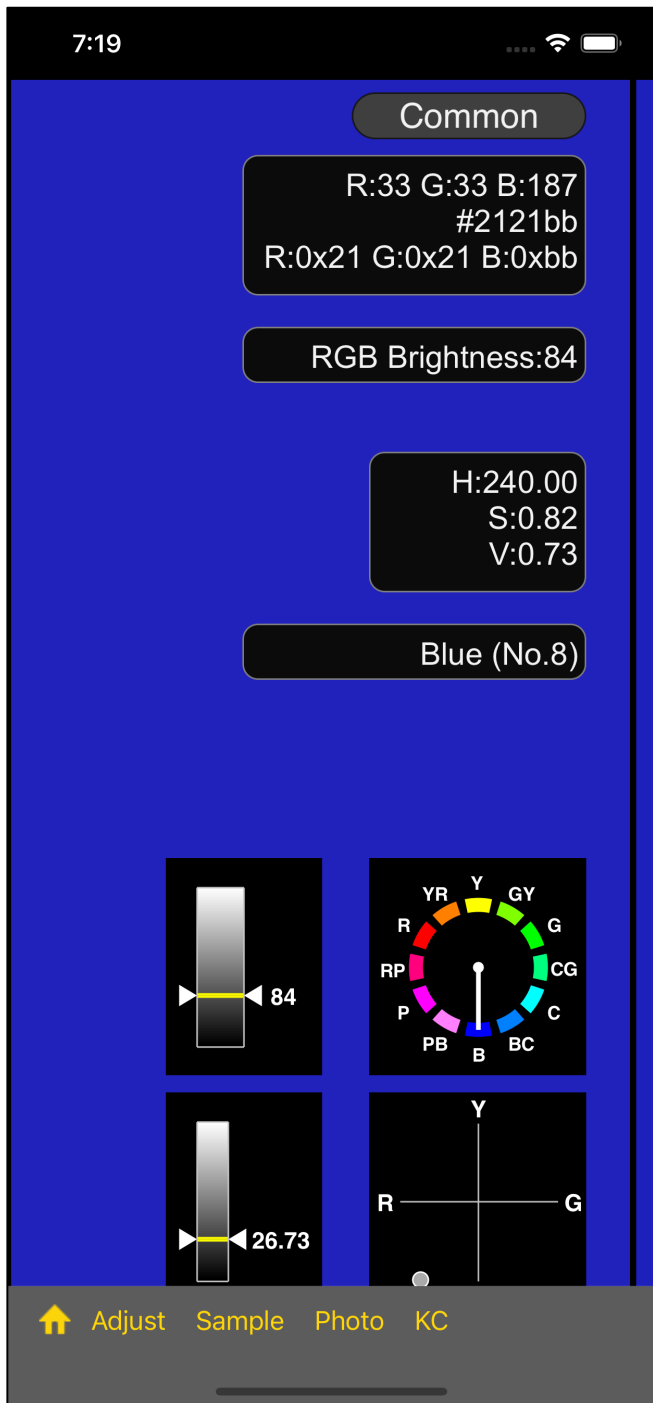 7:19
Common
R:33 G:33 B:187
#2121bb
R:0x21 G:0x21 B:0xbb
RGB Brightness:84
H:240.00
S:0.82
V:0.73
Blue (No.8)
84
Y
YR
GY
R
G
RP
CG
P
C
PB
BC
B
26.73
Y
R
G
Adjust Sample Photo KC